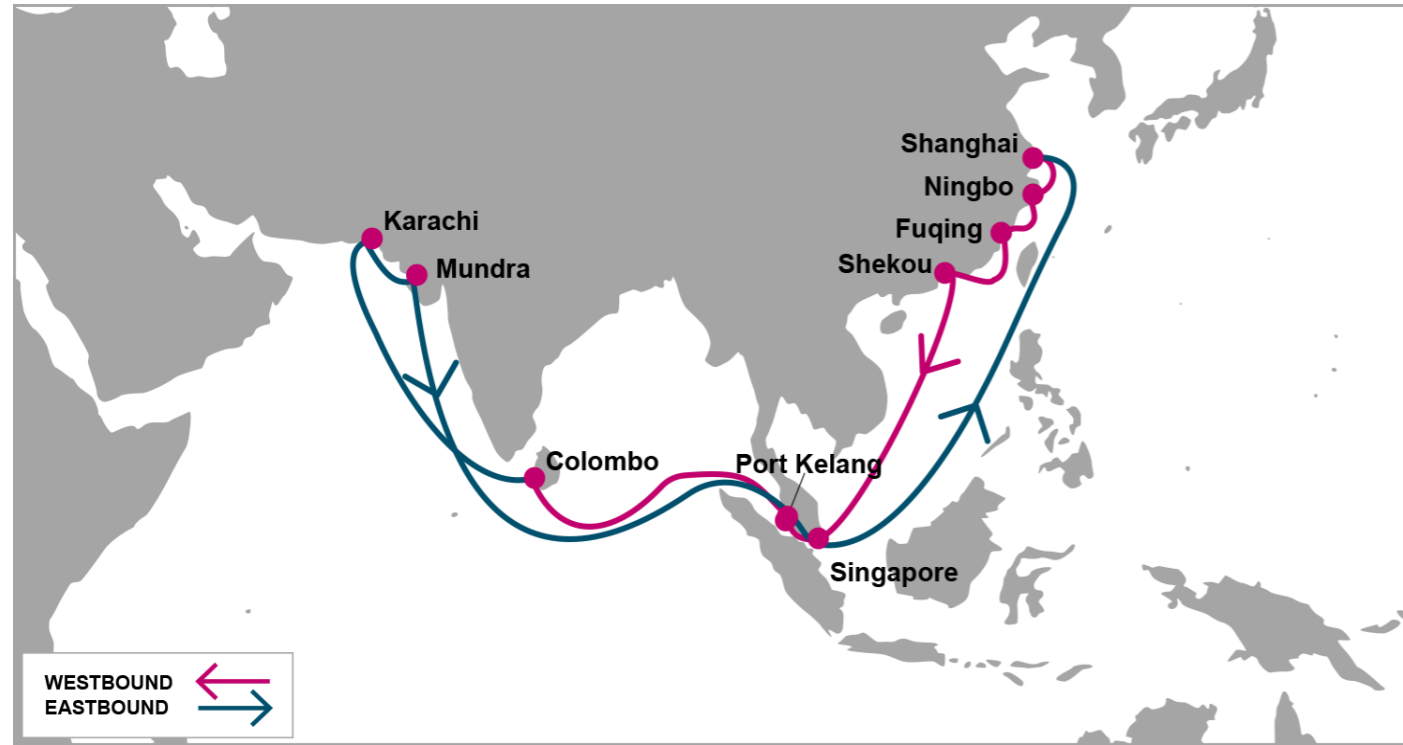 Shanghai
Ningbo
Karachi
Fuqing
Mundra
Shekou
Colombo
Port Kelang
Singapore
WESTBOUND
EASTBOUND